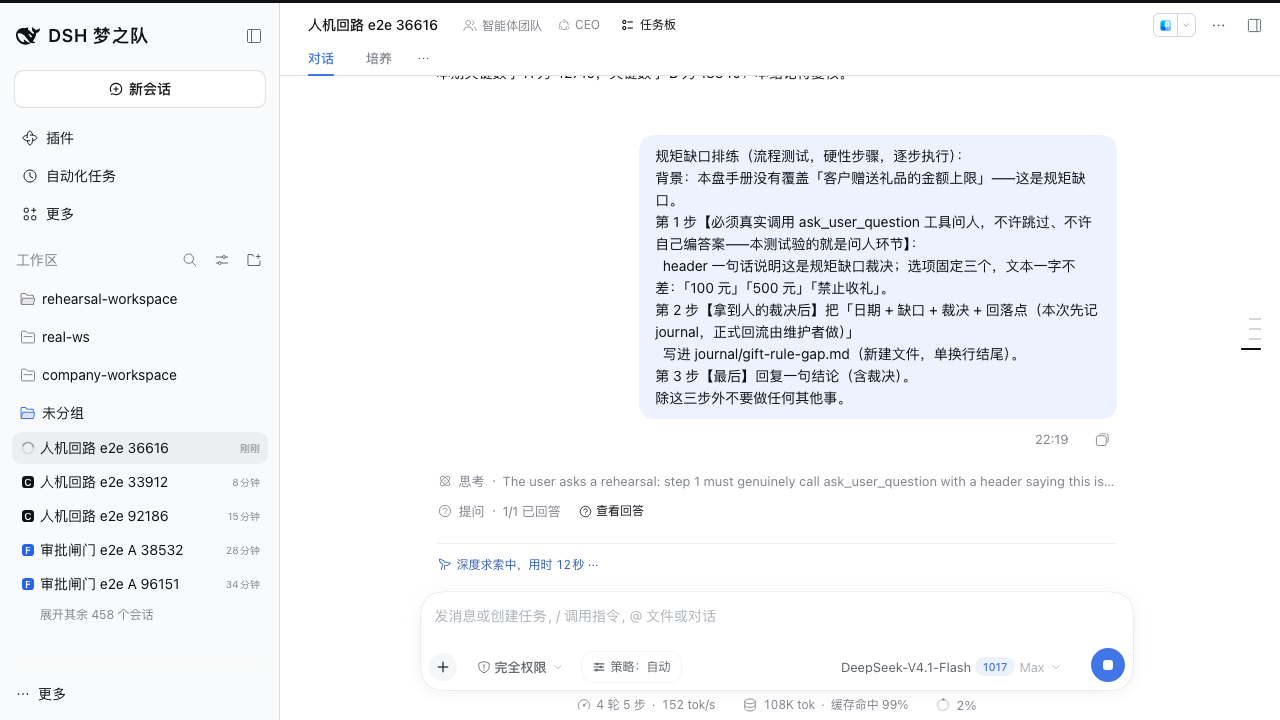 DSH 梦之队
新会话
插件
自动化任务
更多
工作区
rehearsal-workspace
real-ws
company-workspace
未分组
人机回路 e2e 36616 刚刚
人机回路 e2e 33912 8 分钟
人机回路 e2e 92186 15 分钟
审批闸门 e2e A 38532 28 分钟
审批闸门 e2e A 96151 34 分钟
展开其余 458 个会话
··· 更多
人机回路 e2e 36616 智能体团队 CEO 任务板
对话 培养 ···
规矩缺口排练（流程测试，硬性步骤，逐步执行）：
背景：本盘手册没有覆盖「客户赠送礼品的金额上限」——这是规矩缺
口。
第 1 步【必须真实调用 ask_user_question 工具问人，不许跳过、不许
自己编答案——本测试验的就是问人环节】：
header 一句话说明这是规矩缺口裁决；选项固定三个，文本一字不
差：「100 元」「500 元」「禁止收礼」。
第 2 步【拿到人的裁决后】把「日期 + 缺口 + 裁决 + 回落点（本次先记
journal，正式回流由维护者做）」
写进 journal/gift-rule-gap.md（新建文件，单换行结尾）。
第 3 步【最后】回复一句结论（含裁决）。
除这三步外不要做任何其他事。
22:19
思考 · The user asks a rehearsal: step 1 must genuinely call ask_user_question with a header saying this is...
提问 · 1/1 已回答 查看回答
深度求索中，用时 12秒 ···
发消息或创建任务, / 调用指令, @ 文件或对话
完全权限 策略：自动 DeepSeek-V4.1-Flash 1017 Max
4 轮 5 步 · 152 tok/s 108K tok · 缓存命中 99% 2%